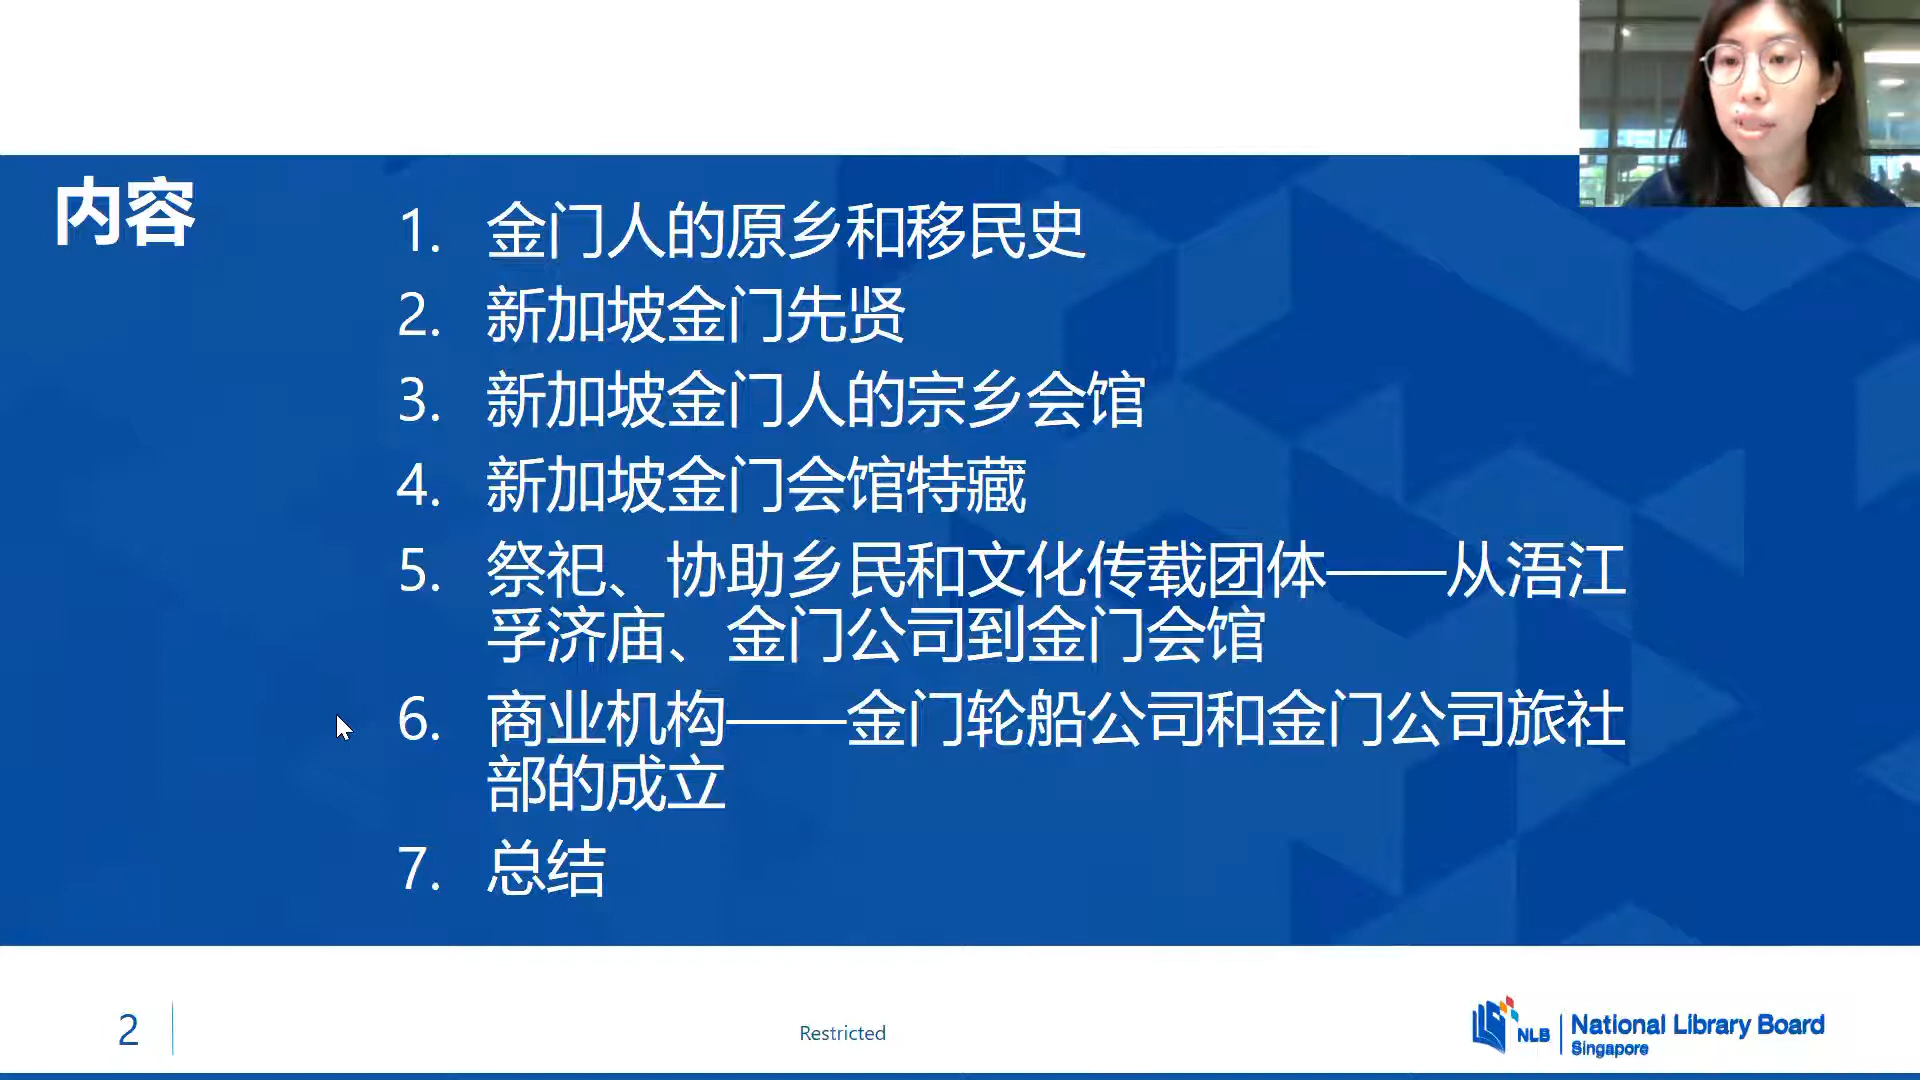 内容
1. 金门人的原乡和移民史
2. 新加坡金门先贤
3. 新加坡金门人的宗乡会馆
4. 新加坡金门会馆特藏
5. 祭祀、协助乡民和文化传载团体——从浯江
孚济庙、金门公司到金门会馆
6. 商业机构——金门轮船公司和金门公司旅社
部的成立
7. 总结
2
Restricted
NLB
National Library Board
Singapore